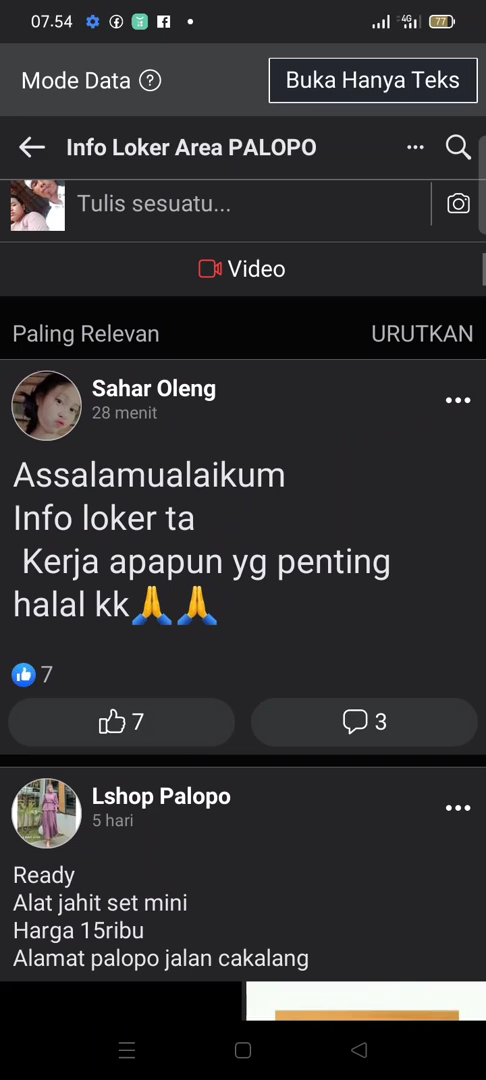 07.54
4G
77
Mode Data
Buka Hanya Teks
Info Loker Area PALOPO
Tulis sesuatu...
Video
Paling Relevan
URUTKAN
Sahar Oleng
28 menit
Assalamualaikum
Info loker ta
Kerja apapun yg penting
halal kk🙏🙏
7
7
3
Lshop Palopo
5 hari
Ready
Alat jahit set mini
Harga 15ribu
Alamat palopo jalan cakalang